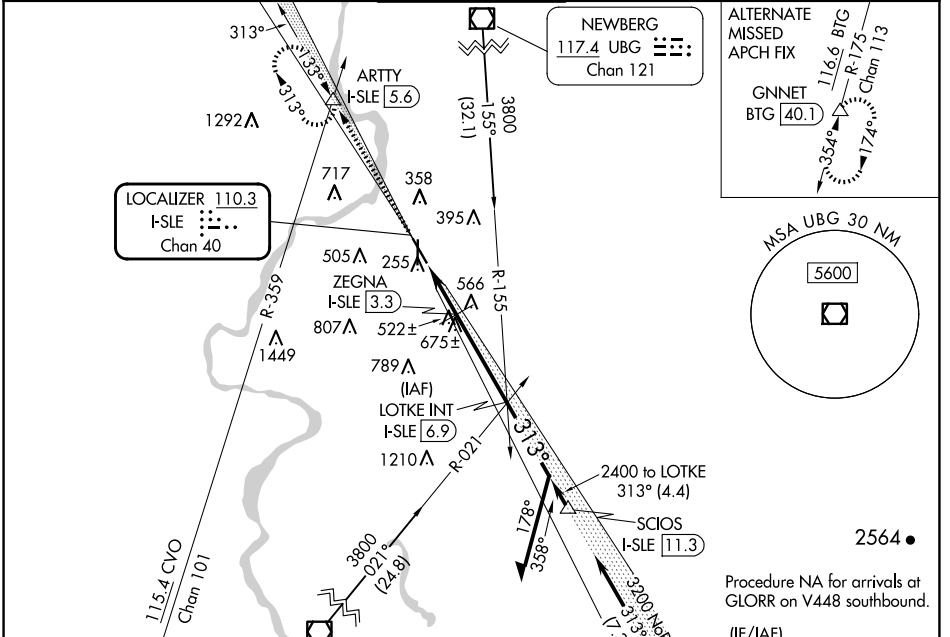 NEWBERG
117.4 UBG
Chan 121
ALTERNATE
MISSED
APCH FIX
116.6 BTG
R-175
Chan 113
GNNET
BTG 40.1
354°
174°
313°
133°
313°
ARTTY
I-SLE 5.6
1292
3800
155°
(32.1)
717
358
395
LOCALIZER 110.3
I-SLE
Chan 40
MSA UBG 30 NM
5600
505
255
ZEGNA
I-SLE 3.3
566
R-155
R-359
807
522±
675±
1449
789
(IAF)
LOTKE INT
I-SLE 6.9
313°
1210
R-021
2400 to LOTKE
313° (4.4)
178°
358°
SCIOS
I-SLE 11.3
2564
3800
021°
(24.8)
115.4 CVO
Chan 101
3200 NoP
313°
(7.
Procedure NA for arrivals at
GLORR on V448 southbound.
(IF/IAF)